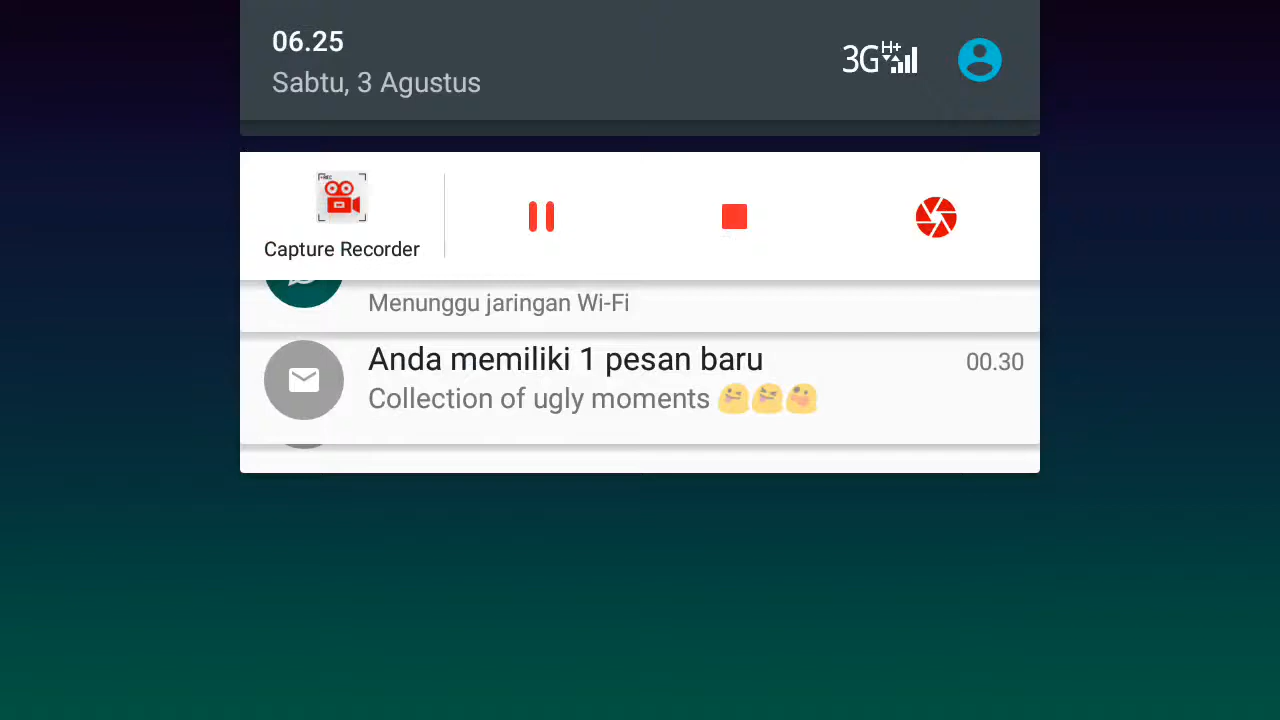 06.25
Sabtu, 3 Agustus
3G H+
Capture Recorder
Menunggu jaringan Wi-Fi
Anda memiliki 1 pesan baru
00.30
Collection of ugly moments 😜😝😘